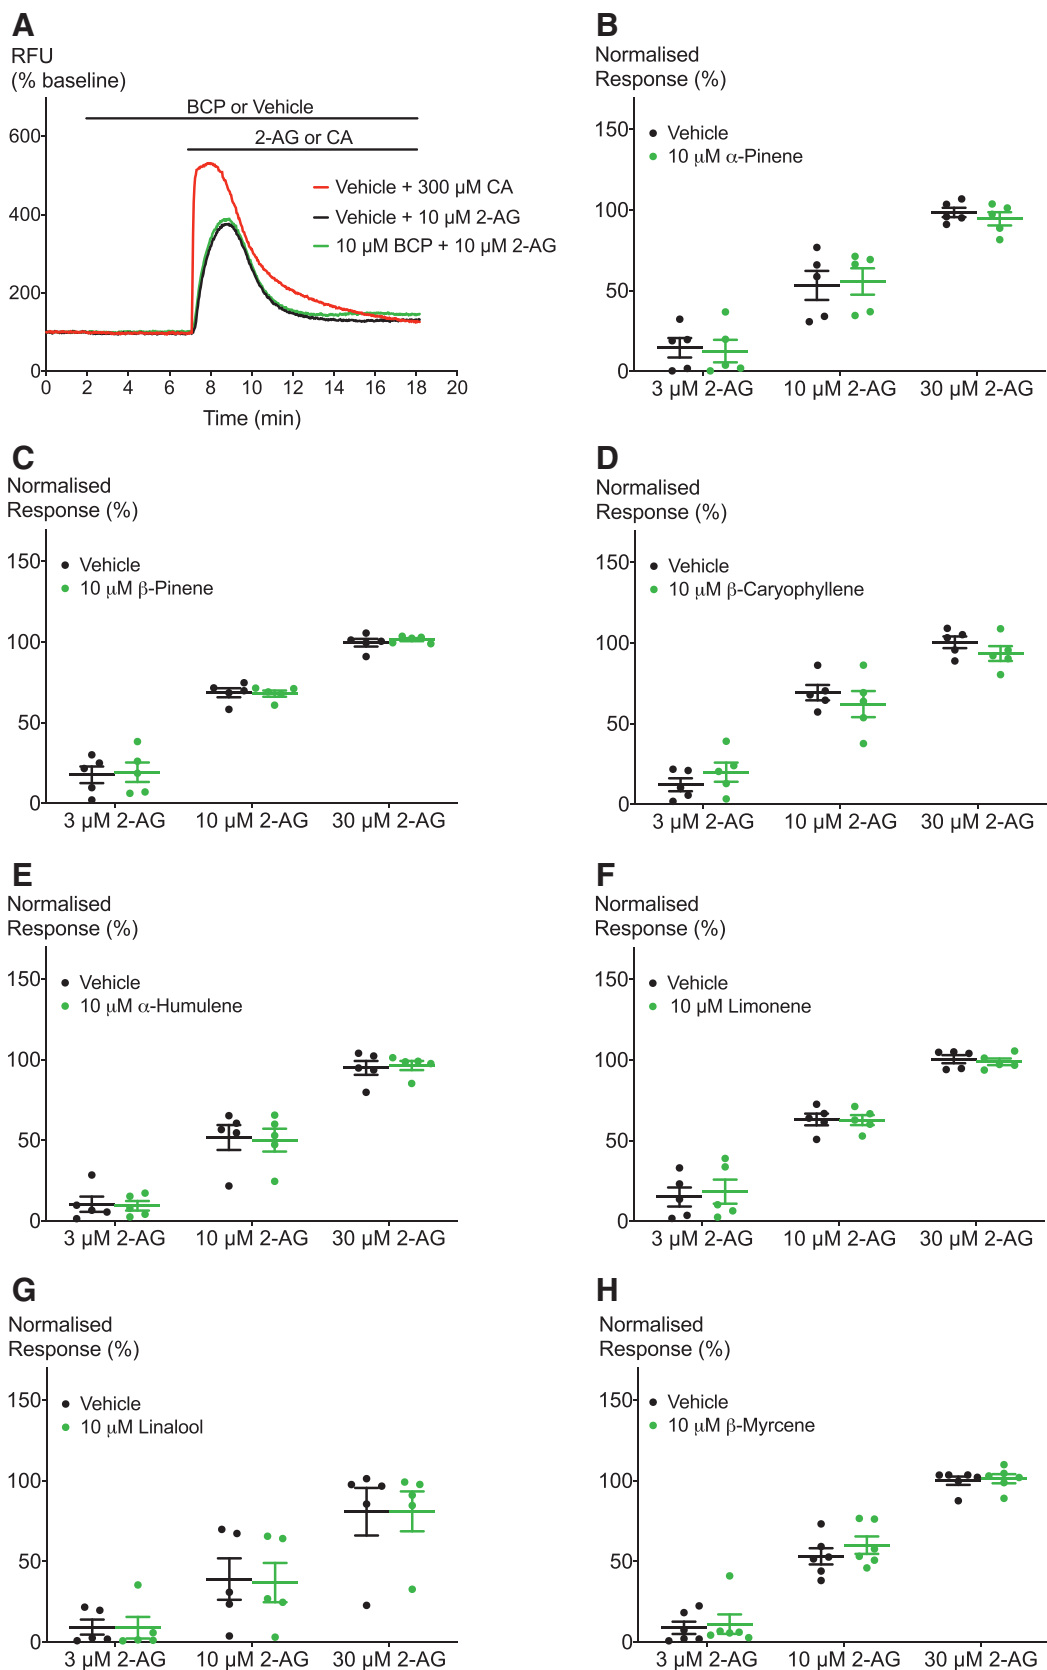 A
RFU
(% baseline)
BCP or Vehicle
2-AG or CA
Vehicle + 300 µM CA
Vehicle + 10 µM 2-AG
10 µM BCP + 10 µM 2-AG
600
400
200
0
0 2 4 6 8 10 12 14 16 18 20
Time (min)
B
Normalised
Response (%)
150
100
50
0
Vehicle
10 µM α-Pinene
3 µM 2-AG 10 µM 2-AG 30 µM 2-AG
C
Normalised
Response (%)
150
100
50
0
Vehicle
10 µM β-Pinene
3 µM 2-AG 10 µM 2-AG 30 µM 2-AG
D
Normalised
Response (%)
150
100
50
0
Vehicle
10 µM β-Caryophyllene
3 µM 2-AG 10 µM 2-AG 30 µM 2-AG
E
Normalised
Response (%)
150
100
50
0
Vehicle
10 µM α-Humulene
3 µM 2-AG 10 µM 2-AG 30 µM 2-AG
F
Normalised
Response (%)
150
100
50
0
Vehicle
10 µM Limonene
3 µM 2-AG 10 µM 2-AG 30 µM 2-AG
G
Normalised
Response (%)
150
100
50
0
Vehicle
10 µM Linalool
3 µM 2-AG 10 µM 2-AG 30 µM 2-AG
H
Normalised
Response (%)
150
100
50
0
Vehicle
10 µM β-Myrcene
3 µM 2-AG 10 µM 2-AG 30 µM 2-AG